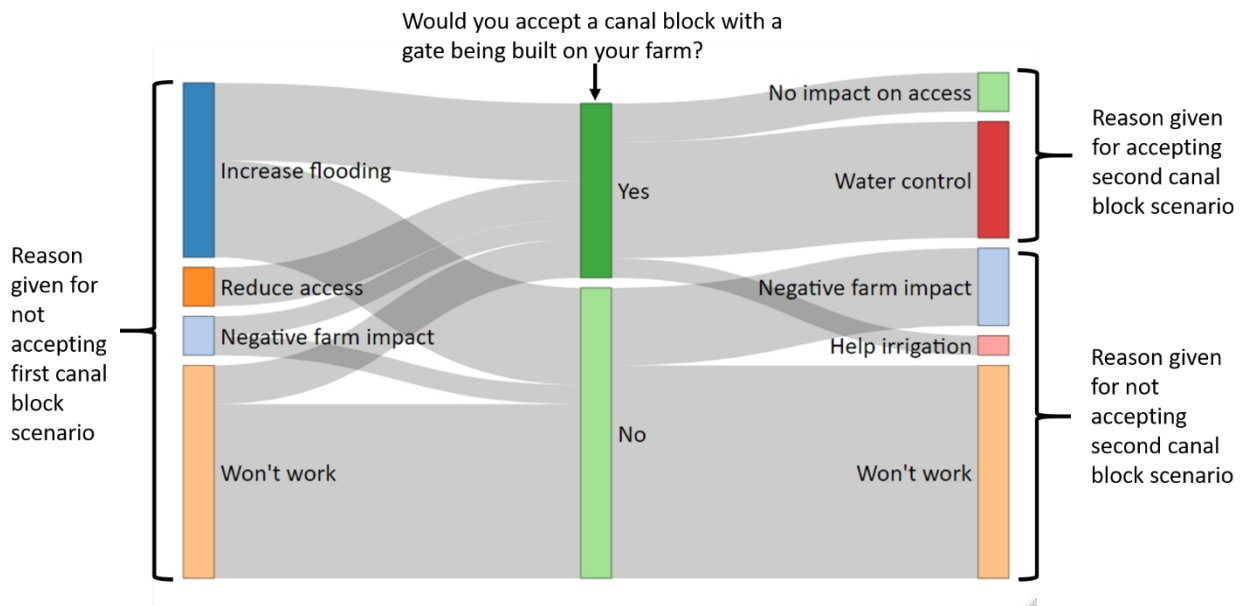 Would you accept a canal block with a
gate being built on your farm?
Reason
given for
not
accepting
first canal
block
scenario
Increase flooding
Reduce access
Negative farm impact
Won't work
Yes
No
No impact on access
Water control
Negative farm impact
Help irrigation
Won't work
Reason given
for accepting
second canal
block scenario
Reason given
for not
accepting
second canal
block scenario